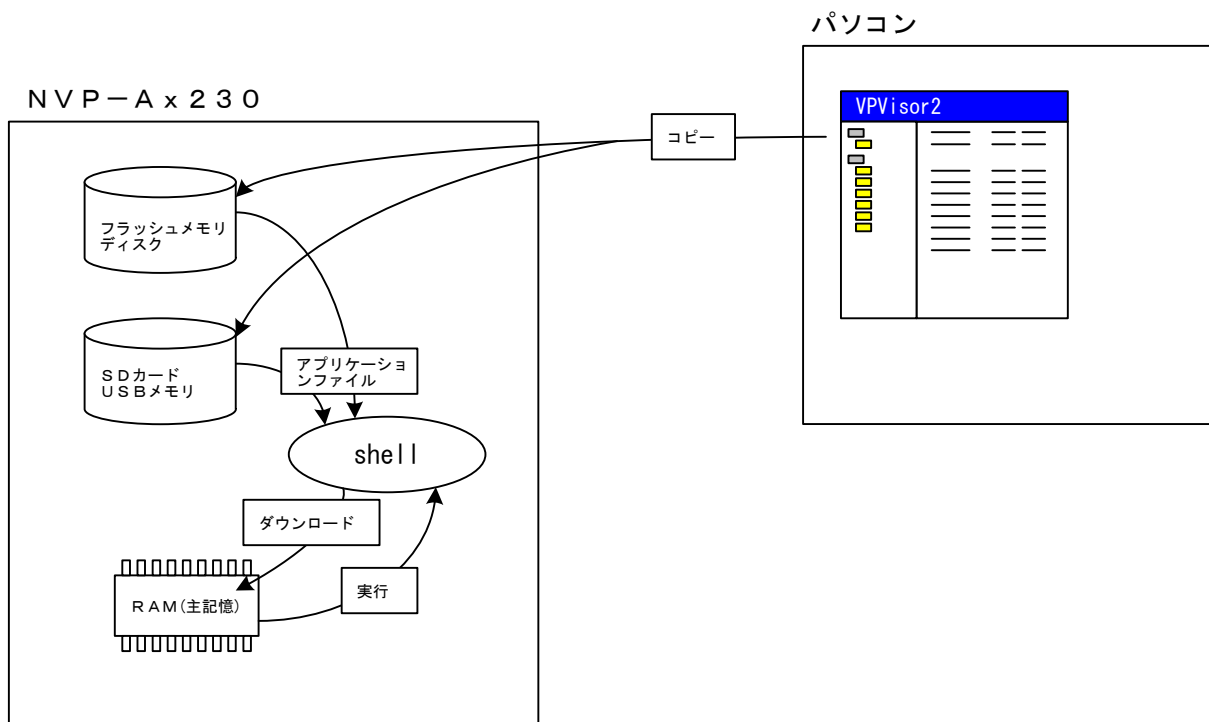 パソコン
NVP－Ax230
VPVisor2
コピー
フラッシュメモリ
ディスク
SDカード
USBメモリ
アプリケーショ
ンファイル
shell
ダウンロード
実行
RAM(主記憶)